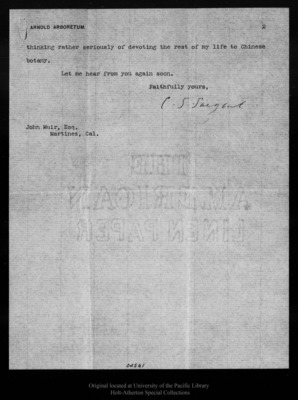 ARNOLD ARBORETUM
2
thinking rather seriously of devoting the rest of my life to Chinese
botany.
Let me hear from you again soon.
Faithfully yours,
C. S. Sargent
John Muir, Esq.
Martinez, Cal.
AMERICAN
LINEN PAPER
Original located at University of the Pacific Library
Holt-Atherton Special Collections